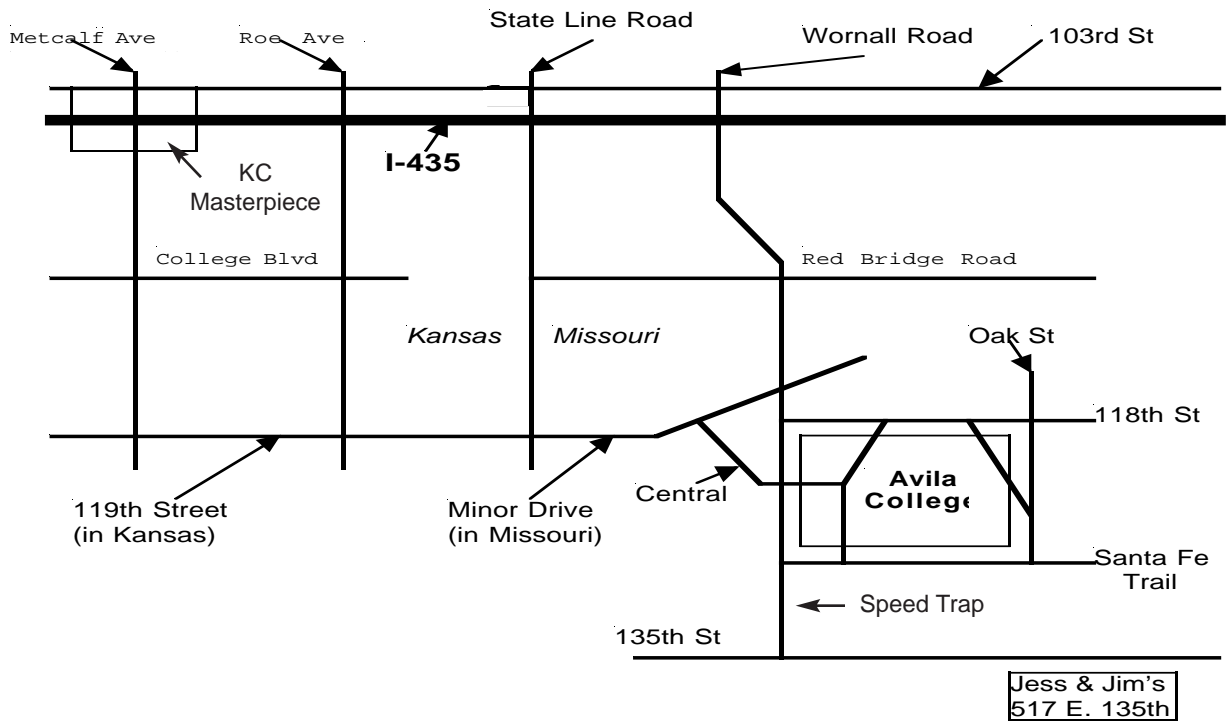 State Line Road
Metcalf Ave
Roe Ave
Wornall Road
103rd St
I-435
KC
Masterpiece
College Blvd
Red Bridge Road
Kansas
Missouri
Oak St
118th St
119th Street
(in Kansas)
Minor Drive
(in Missouri)
Central
Avila
College
Santa Fe
Trail
Speed Trap
135th St
Jess & Jim's
517 E. 135th